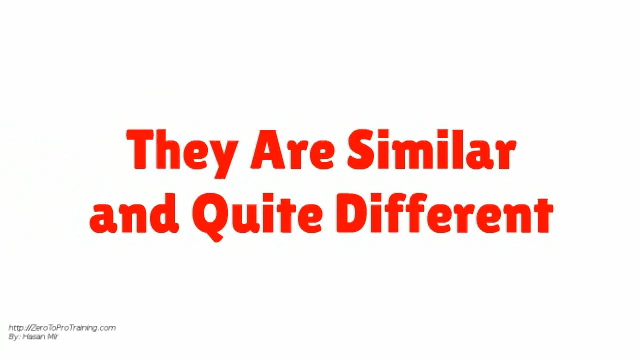 They Are Similar
and Quite Different
http://ZeroToProTraining.com
By: Hasan Mir